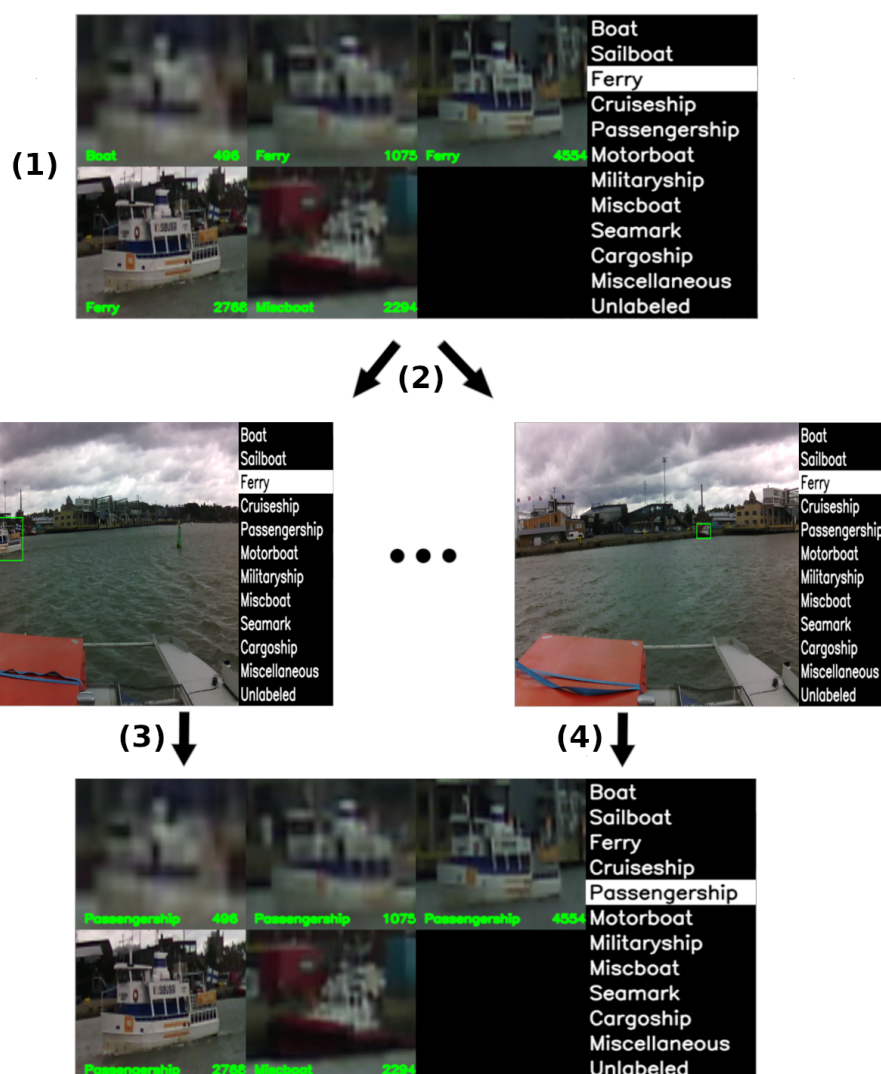 Boat
Sailboat
Ferry
Cruiseship
Passengership
Motorboat
Militaryship
Miscboat
Seamark
Cargoship
Miscellaneous
Unlabeled
(1)
Boat 496 Ferry 1075 Ferry 4554
Ferry 2768 Miscboat 2294
(2)
Boat
Sailboat
Ferry
Cruiseship
Passengership
Motorboat
Militaryship
Miscboat
Seamark
Cargoship
Miscellaneous
Unlabeled
Boat
Sailboat
Ferry
Cruiseship
Passengership
Motorboat
Militaryship
Miscboat
Seamark
Cargoship
Miscellaneous
Unlabeled
(3)
(4)
Passengership 496 Passengership 1075 Passengership 4554
Passengership 2768 Miscboat 2294
Boat
Sailboat
Ferry
Cruiseship
Passengership
Motorboat
Militaryship
Miscboat
Seamark
Cargoship
Miscellaneous
Unlabeled